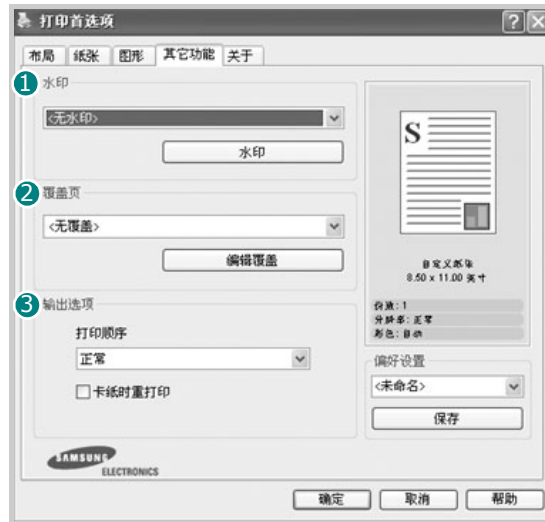 打印首选项
布局 纸张 图形 其它功能 关于
1 水印
<无水印>
水印
2 覆盖页
<无覆盖>
编辑覆盖
3 输出选项
打印顺序
正常
卡纸时重打印
S
自定义纸张
8.50 x 11.00 英寸
份数: 1
分辨率: 正常
彩色: 自动
偏好设置
<未命名>
保存
SAMSUNG
ELECTRONICS
确定 取消 帮助